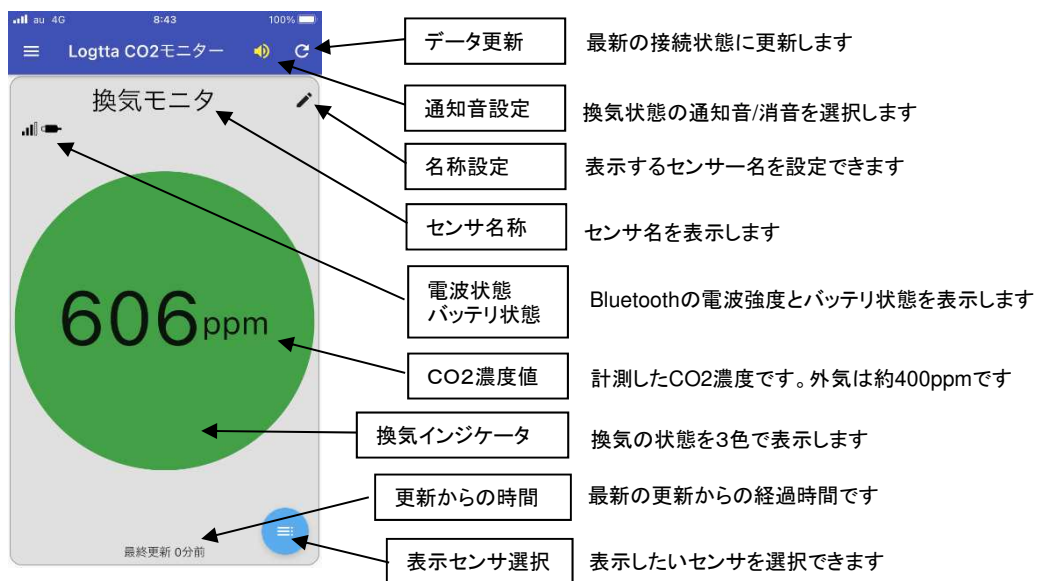 au 4G 8:43 100%
Logtta CO2モニター
換気モニタ
606ppm
最終更新 0分前
データ更新 最新の接続状態に更新します
通知音設定 換気状態の通知音/消音を選択します
名称設定 表示するセンサー名を設定できます
センサ名称 センサ名を表示します
電波状態
バッテリ状態 Bluetoothの電波強度とバッテリ状態を表示します
CO2濃度値 計測したCO2濃度です。外気は約400ppmです
換気インジケータ 換気の状態を3色で表示します
更新からの時間 最新の更新からの経過時間です
表示センサ選択 表示したいセンサを選択できます